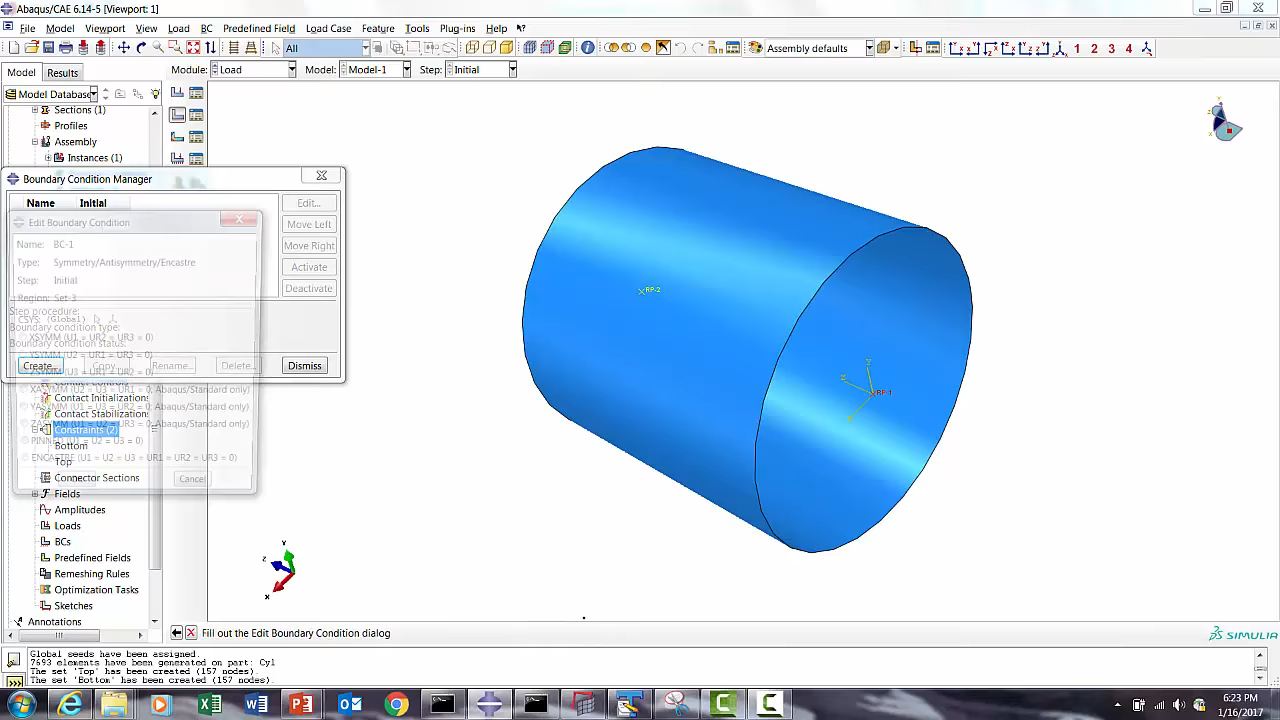 Abaqus/CAE 6.14-5 [Viewport: 1]
File Model Viewport View Load BC Predefined Field Load Case Feature Tools Plug-ins Help
All Assembly defaults 1 2 3 4
Model Results Module: Load Model: Model-1 Step: Initial
Model Database
Sections (1)
Profiles
Assembly
Instances (1)
Boundary Condition Manager
Name Initial Edit...
Edit Boundary Condition Move Left
Name: BC-1 Move Right
Type: Symmetry/Antisymmetry/Encastre Activate
Step: Initial Deactivate
Region: Set-3
CSYS: (Global)
Step procedure:
Boundary condition type:
XSYMM (U1 = UR2 = UR3 = 0)
Boundary condition status:
YSYMM (U2 = UR1 = UR3 = 0)
ZSYMM (U3 = UR1 = UR2 = 0)
Create... Copy... Rename... Delete... Dismiss
XASYMM (U2 = U3 = UR1 = 0; Abaqus/Standard only)
Contact Initializations
YASYMM (U1 = U3 = UR2 = 0; Abaqus/Standard only)
Contact Stabilizations
ZASYMM (U1 = U2 = UR3 = 0; Abaqus/Standard only)
Constraints (2)
PINNED (U1 = U2 = U3 = 0)
Bottom
ENCASTRE (U1 = U2 = U3 = UR1 = UR2 = UR3 = 0)
Top
Connector Sections
Cancel
Fields
Amplitudes
Loads
BCs
Predefined Fields
Remeshing Rules
Optimization Tasks
Sketches
Annotations
RP-2
RP-1
Y
Z
X
Fill out the Edit Boundary Condition dialog
SIMULIA
Global seeds have been assigned.
7693 elements have been generated on part: Cyl
The set 'Top' has been created (157 nodes).
The set 'Bottom' has been created (157 nodes).
6:23 PM
1/16/2017